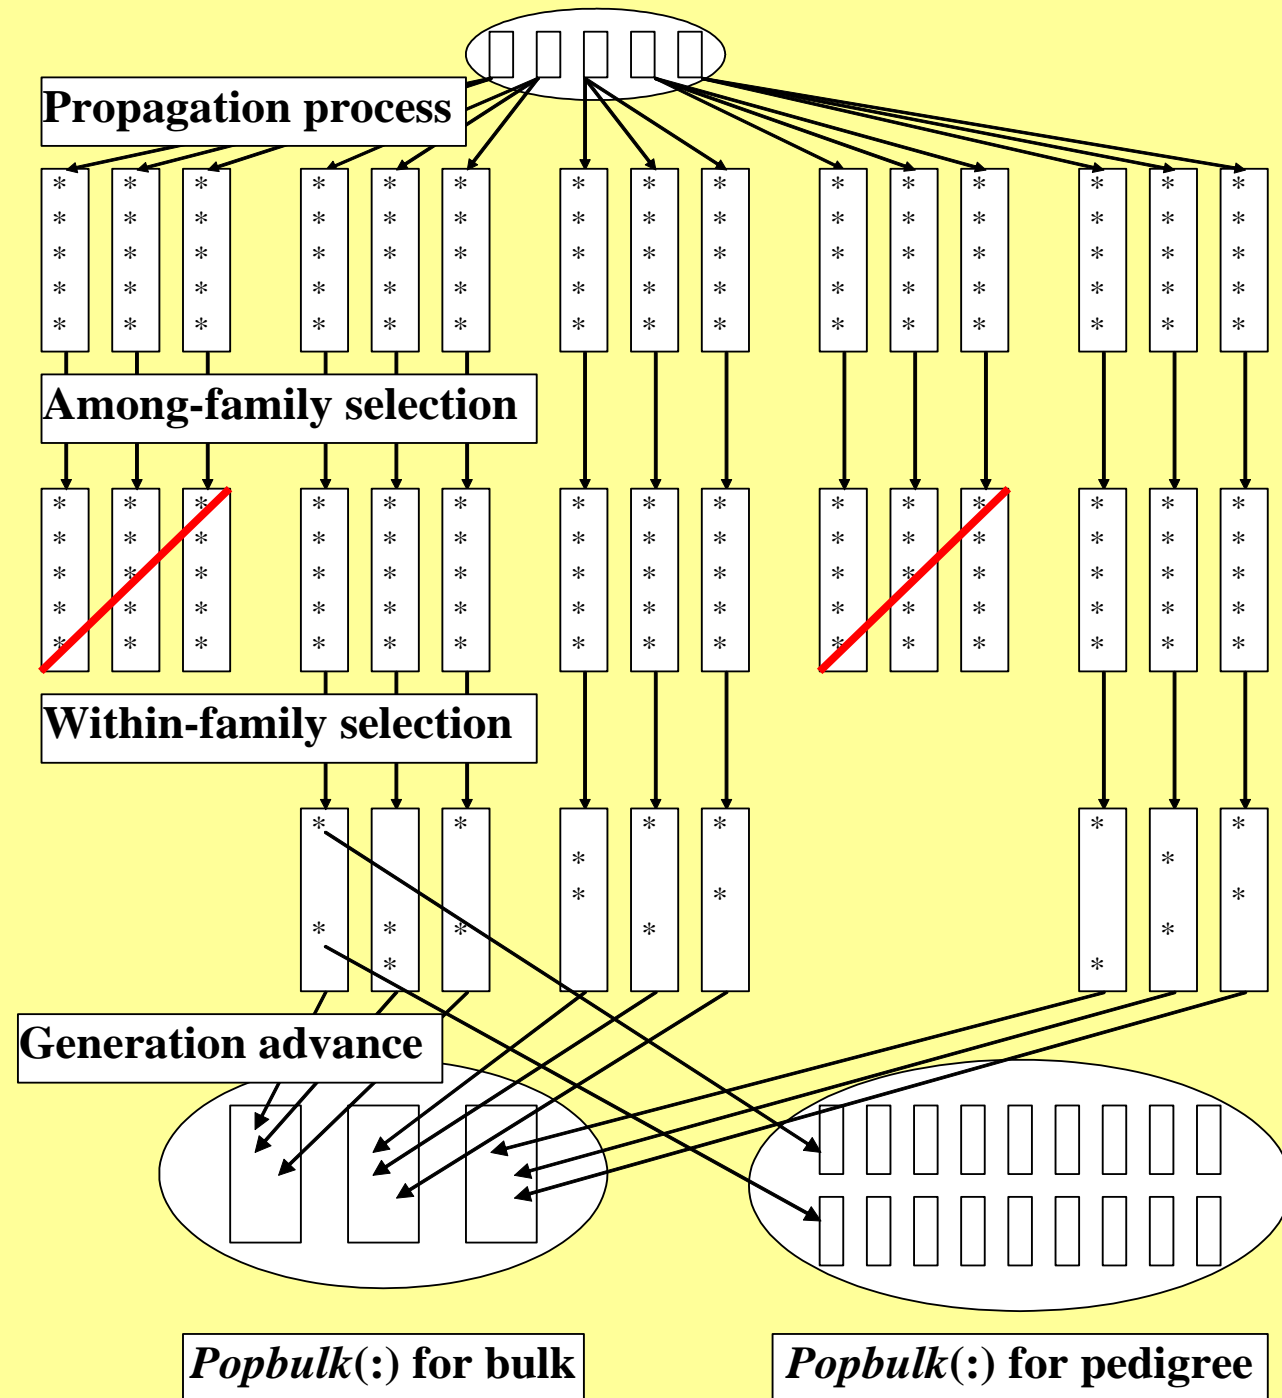 Propagation process
* * * * * * * * * * * * * * *
* * * * * * * * * * * * * * *
* * * * * * * * * * * * * * *
* * * * * * * * * * * * * * *
* * * * * * * * * * * * * * *
Among-family selection
* * * * * * * * * * * * * * *
* * * * * * * * * * * * * * *
* * * * * * * * * * * * * * *
* * * * * * * * * * * * * * *
* * * * * * * * * * * * * * *
Within-family selection
* * * * * *
* *
* * *
* * * * *
* *
Generation advance
Popbulk(:) for bulk
Popbulk(:) for pedigree